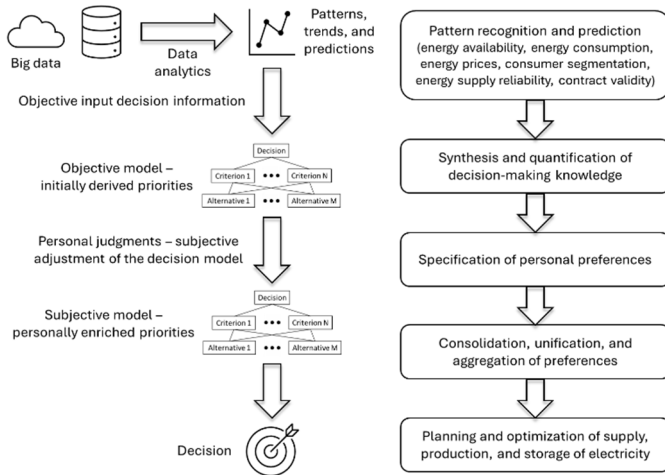 Big data
Data
analytics
Patterns,
trends, and
predictions
Objective input decision information
Objective model –
initially derived priorities
Decision
Criterion 1 ••• Criterion N
Alternative 1 ••• Alternative M
Personal judgments – subjective
adjustment of the decision model
Subjective model –
personally enriched priorities
Decision
Criterion 1 ••• Criterion N
Alternative 1 ••• Alternative M
Decision
Pattern recognition and prediction
(energy availability, energy consumption,
energy prices, consumer segmentation,
energy supply reliability, contract validity)
Synthesis and quantification of
decision-making knowledge
Specification of personal preferences
Consolidation, unification, and
aggregation of preferences
Planning and optimization of supply,
production, and storage of electricity